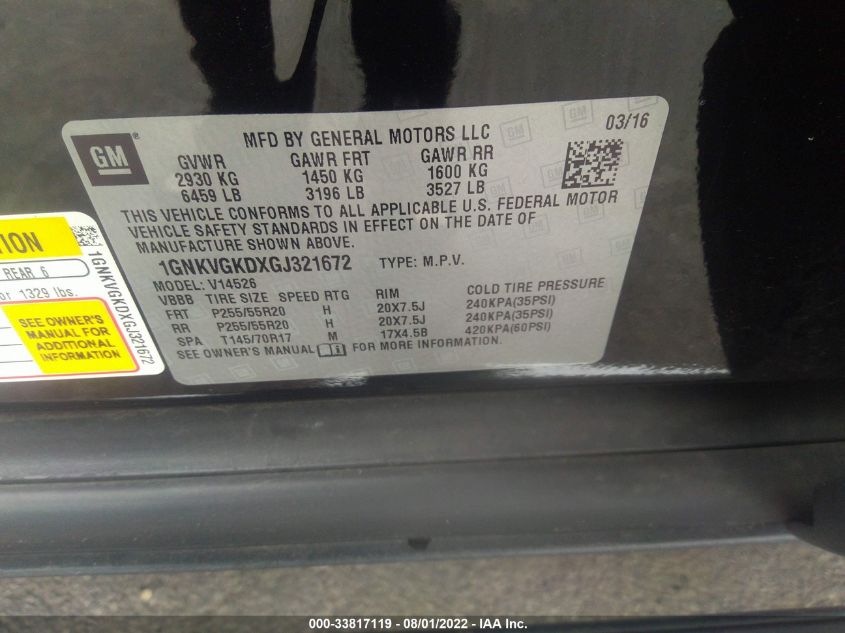 MFD BY GENERAL MOTORS LLC 03/16
GM®
GVWR GAWR FRT GAWR RR
2930 KG 1450 KG 1600 KG
6459 LB 3196 LB 3527 LB
THIS VEHICLE CONFORMS TO ALL APPLICABLE U.S. FEDERAL MOTOR
VEHICLE SAFETY STANDARDS IN EFFECT ON THE DATE OF
MANUFACTURE SHOWN ABOVE.
1GNKVGKDXGJ321672 TYPE: M.P.V.
MODEL: V14526
VBBB TIRE SIZE SPEED RTG RIM COLD TIRE PRESSURE
FRT P255/55R20 H 20X7.5J 240KPA(35PSI)
RR P255/55R20 H 20X7.5J 240KPA(35PSI)
SPA T145/70R17 M 17X4.5B 420KPA(60PSI)
SEE OWNER'S MANUAL FOR MORE INFORMATION.
REAR 6
1329 lbs.
SEE OWNER'S
MANUAL FOR
ADDITIONAL
INFORMATION
1GNKVGKDXGJ321672
000-33817119 - 08/01/2022 - © IAA, Inc.